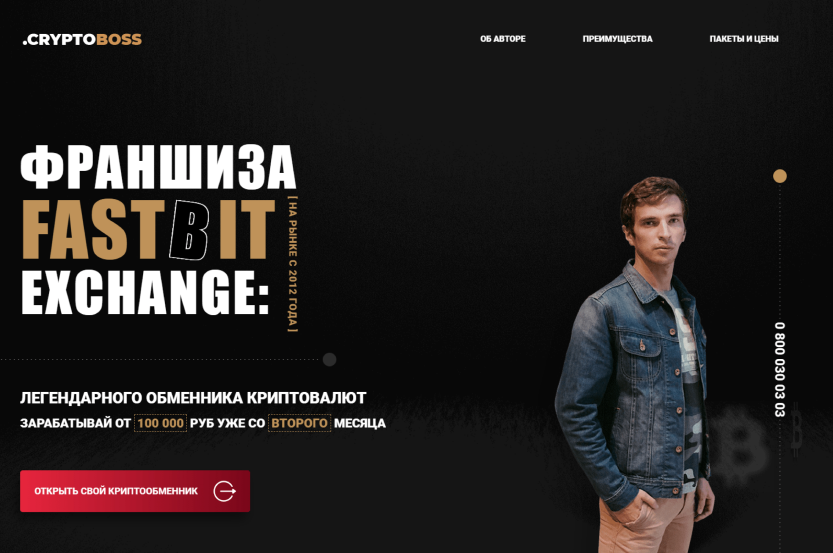 .CRYPTOBOSS
ОБ АВТОРЕ
ПРЕИМУЩЕСТВА
ПАКЕТЫ И ЦЕНЫ
ФРАНШИЗА
FASTBIT
EXCHANGE:
[ НА РЫНКЕ С 2012 ГОДА ]
ЛЕГЕНДАРНОГО ОБМЕННИКА КРИПТОВАЛЮТ
ЗАРАБАТЫВАЙ ОТ 100 000 РУБ УЖЕ СО ВТОРОГО МЕСЯЦА
ОТКРЫТЬ СВОЙ КРИПТООБМЕННИК
0 800 030 03 03